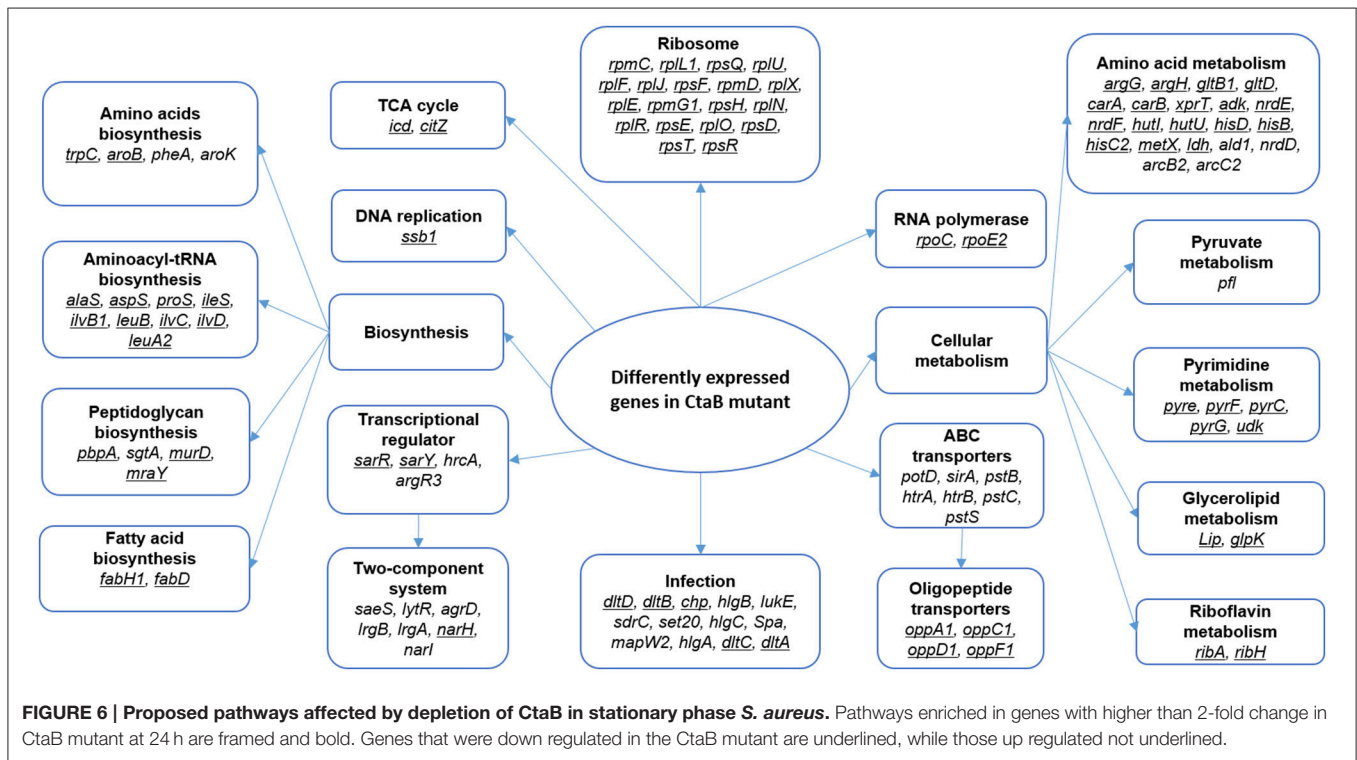 Ribosome
rpmC, rplL1, rpsQ, rplU,
rplF, rplJ, rpsF, rpmD, rplX,
rplE, rpmG1, rpsH, rplN,
rplR, rpsE, rplO, rpsD,
rpsT, rpsR
Amino acid metabolism
argG, argH, gltB1, gltD,
carA, carB, xprT, adk, nrdE,
nrdF, hutI, hutU, hisD, hisB,
hisC2, metX, ldh, ald1, nrdD,
arcB2, arcC2
TCA cycle
icd, citZ
Amino acids
biosynthesis
trpC, aroB, pheA, aroK
DNA replication
ssb1
RNA polymerase
rpoC, rpoE2
Pyruvate
metabolism
pfl
Aminoacyl-tRNA
biosynthesis
alaS, aspS, proS, ileS,
ilvB1, leuB, ilvC, ilvD,
leuA2
Biosynthesis
Cellular
metabolism
Differently expressed
genes in CtaB mutant
Pyrimidine
metabolism
pyre, pyrF, pyrC,
pyrG, udk
Peptidoglycan
biosynthesis
pbpA, sgtA, murD,
mraY
Transcriptional
regulator
sarR, sarY, hrcA,
argR3
ABC
transporters
potD, sirA, pstB,
htrA, htrB, pstC,
pstS
Glycerolipid
metabolism
Lip, glpK
Fatty acid
biosynthesis
fabH1, fabD
Two-component
system
saeS, lytR, agrD,
lrgB, lrgA, narH,
narI
Infection
dltD, dltB, chp, hlgB, lukE,
sdrC, set20, hlgC, Spa,
mapW2, hlgA, dltC, dltA
Oligopeptide
transporters
oppA1, oppC1,
oppD1, oppF1
Riboflavin
metabolism
ribA, ribH
FIGURE 6 | Proposed pathways affected by depletion of CtaB in stationary phase S. aureus. Pathways enriched in genes with higher than 2-fold change in
CtaB mutant at 24 h are framed and bold. Genes that were down regulated in the CtaB mutant are underlined, while those up regulated not underlined.